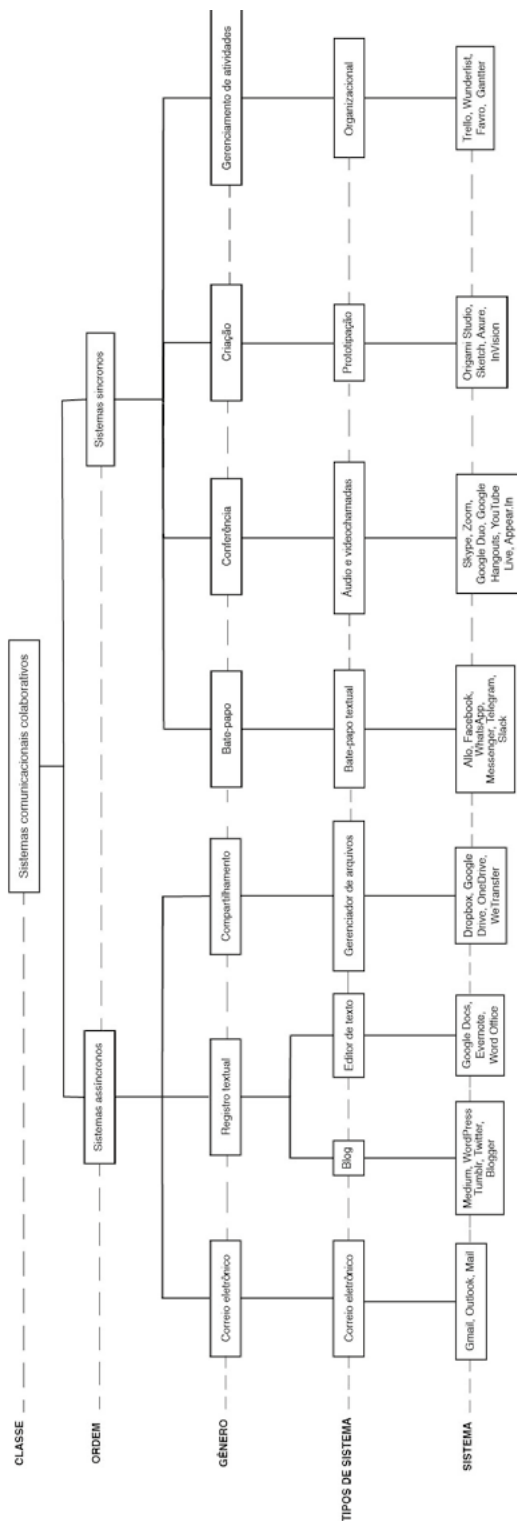 CLASSE
Sistemas comunicacionais colaborativos
ORDEM
Sistemas assíncronos
Sistemas síncronos
GÊNERO
Correio eletrônico
Registro textual
Compartilhamento
Bate-papo
Conferência
Criação
Gerenciamento de atividades
TIPOS DE SISTEMA
Correio eletrônico
Blog
Editor de texto
Gerenciador de arquivos
Bate-papo textual
Áudio e videochamadas
Prototipação
Organizacional
SISTEMA
Gmail, Outlook, Mail
Medium, WordPress
Tumblr, Twitter,
Blogger
Google Docs,
Evernote,
Word Office
Dropbox, Google
Drive, OneDrive,
WeTransfer
Allo, Facebook,
WhatsApp,
Messenger, Telegram,
Slack
Skype, Zoom,
Google Duo, Google
Hangouts, YouTube
Live, Appear.In
Origami Studio,
Sketch, Axure,
InVision
Trello, Wunderlist,
Favro, Gantter